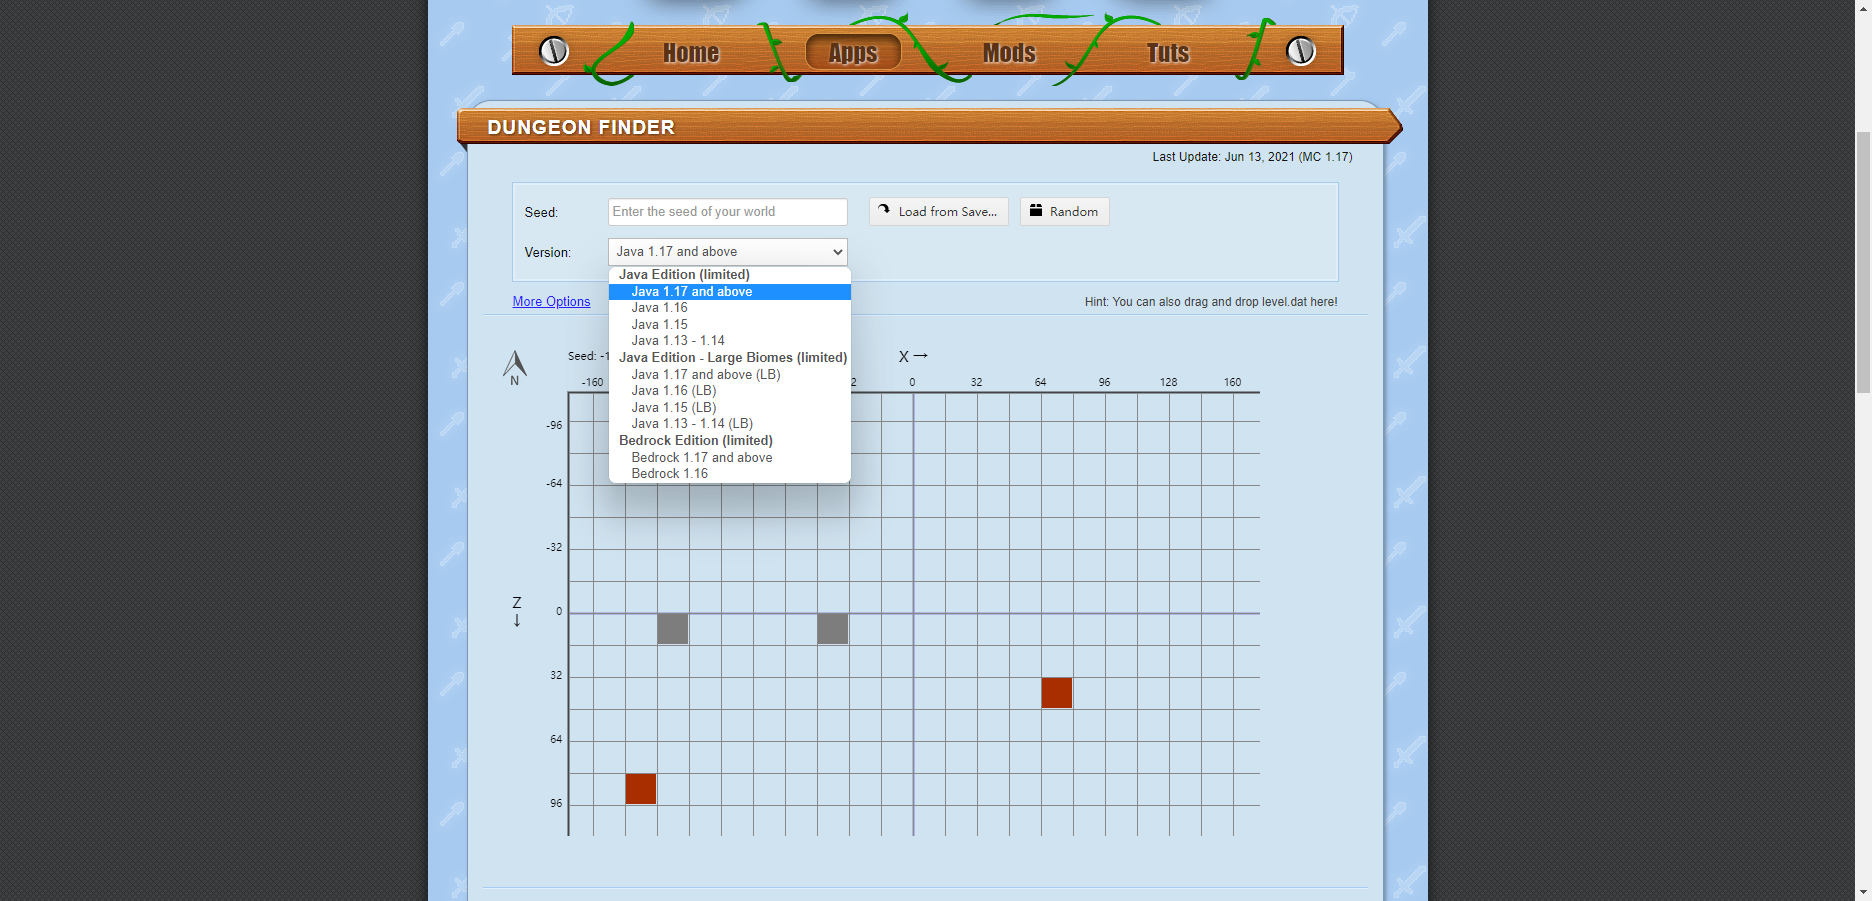 Home Apps Mods Tuts
DUNGEON FINDER
Last Update: Jun 13, 2021 (MC 1.17)
Seed: Enter the seed of your world Load from Save... Random
Version: Java 1.17 and above
Java Edition (limited)
Java 1.17 and above
Java 1.16
Java 1.15
Java 1.13 - 1.14
Java Edition - Large Biomes (limited)
Java 1.17 and above (LB)
Java 1.16 (LB)
Java 1.15 (LB)
Java 1.13 - 1.14 (LB)
Bedrock Edition (limited)
Bedrock 1.17 and above
Bedrock 1.16
More Options
Hint: You can also drag and drop level.dat here!
N
Seed: -1
X →
-160 2 0 32 64 96 128 160
-96
-64
-32
Z
↓
0
32
64
96